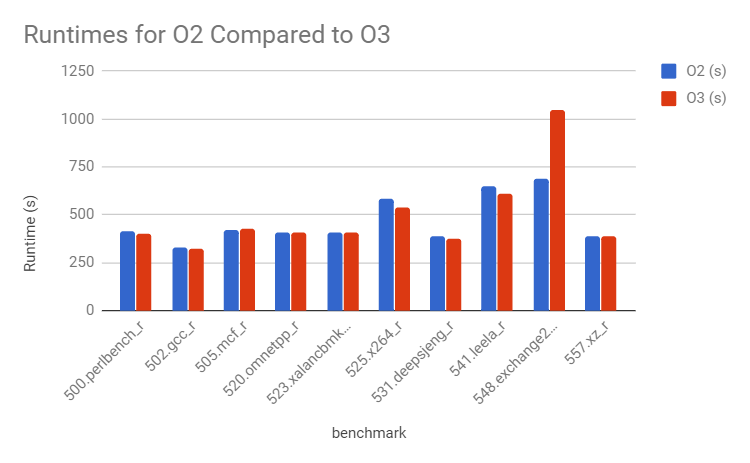 Runtimes for O2 Compared to O3
O2 (s)
O3 (s)
Runtime (s)
1250
1000
750
500
250
0
500.perlbench_r
502.gcc_r
505.mcf_r
520.omnetpp_r
523.xalancbmk...
525.x264_r
531.deepsjeng_r
541.leela_r
548.exchange2...
557.xz_r
benchmark